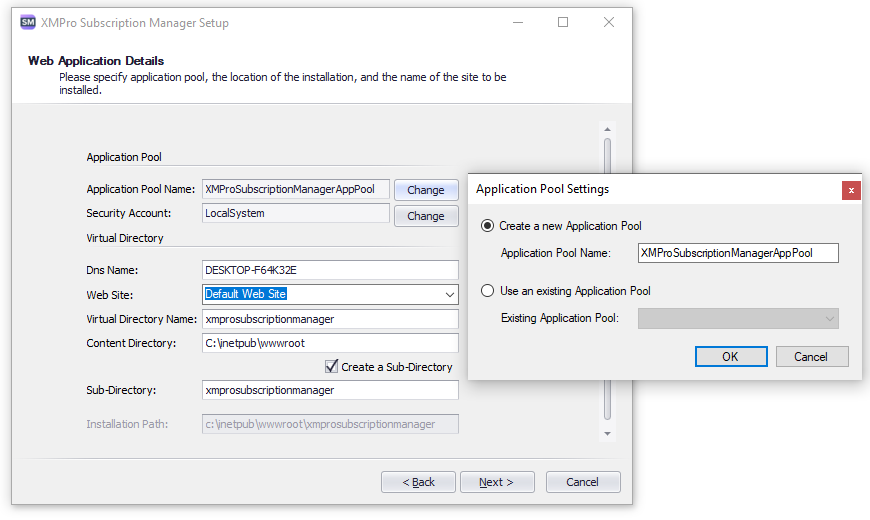 SM XMPro Subscription Manager Setup
Web Application Details
Please specify application pool, the location of the installation, and the name of the site to be
installed.
Application Pool
Application Pool Name: XMProSubscriptionManagerAppPool Change
Security Account: LocalSystem Change
Virtual Directory
Dns Name: DESKTOP-F64K32E
Web Site: Default Web Site
Virtual Directory Name: xmprosubscriptionmanager
Content Directory: C:\inetpub\wwwroot
Create a Sub-Directory
Sub-Directory: xmprosubscriptionmanager
Installation Path: c:\inetpub\wwwroot\xmprosubscriptionmanager
< Back Next > Cancel
Application Pool Settings x
Create a new Application Pool
Application Pool Name: XMProSubscriptionManagerAppPool
Use an existing Application Pool
Existing Application Pool:
OK Cancel